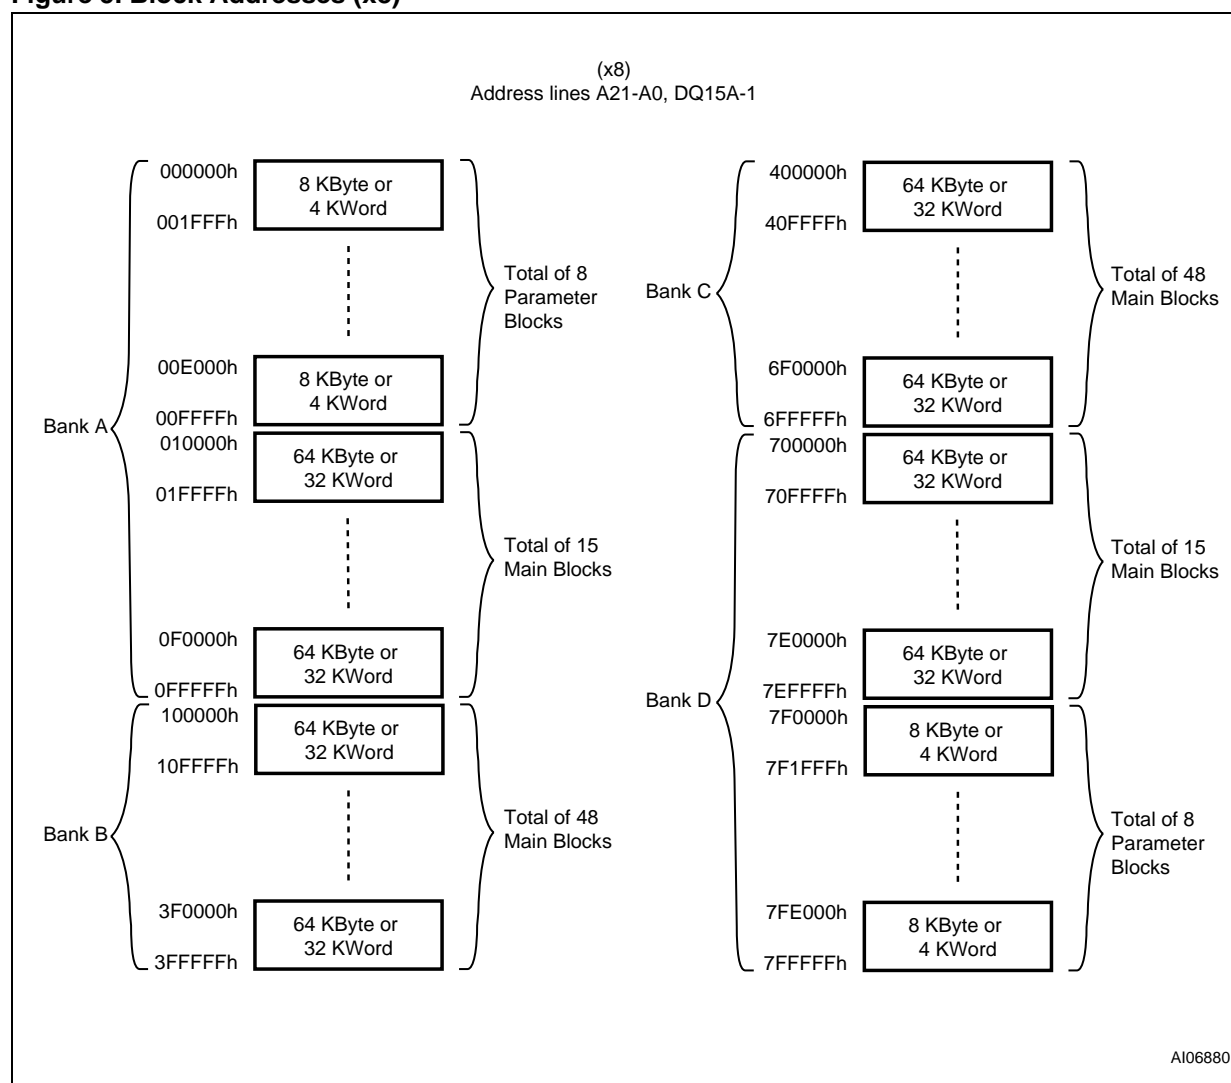 (x8)
Address lines A21-A0, DQ15A-1
Bank A
000000h
8 KByte or
4 KWord
001FFFh
Total of 8
Parameter
Blocks
00E000h
8 KByte or
4 KWord
00FFFFh
010000h
64 KByte or
32 KWord
01FFFFh
Total of 15
Main Blocks
0F0000h
64 KByte or
32 KWord
0FFFFFh
Bank B
100000h
64 KByte or
32 KWord
10FFFFh
Total of 48
Main Blocks
3F0000h
64 KByte or
32 KWord
3FFFFFh
Bank C
400000h
64 KByte or
32 KWord
40FFFFh
Total of 48
Main Blocks
6F0000h
64 KByte or
32 KWord
6FFFFFh
Bank D
700000h
64 KByte or
32 KWord
70FFFFh
Total of 15
Main Blocks
7E0000h
64 KByte or
32 KWord
7EFFFFh
7F0000h
8 KByte or
4 KWord
7F1FFFh
Total of 8
Parameter
Blocks
7FE000h
8 KByte or
4 KWord
7FFFFFh
AI06880